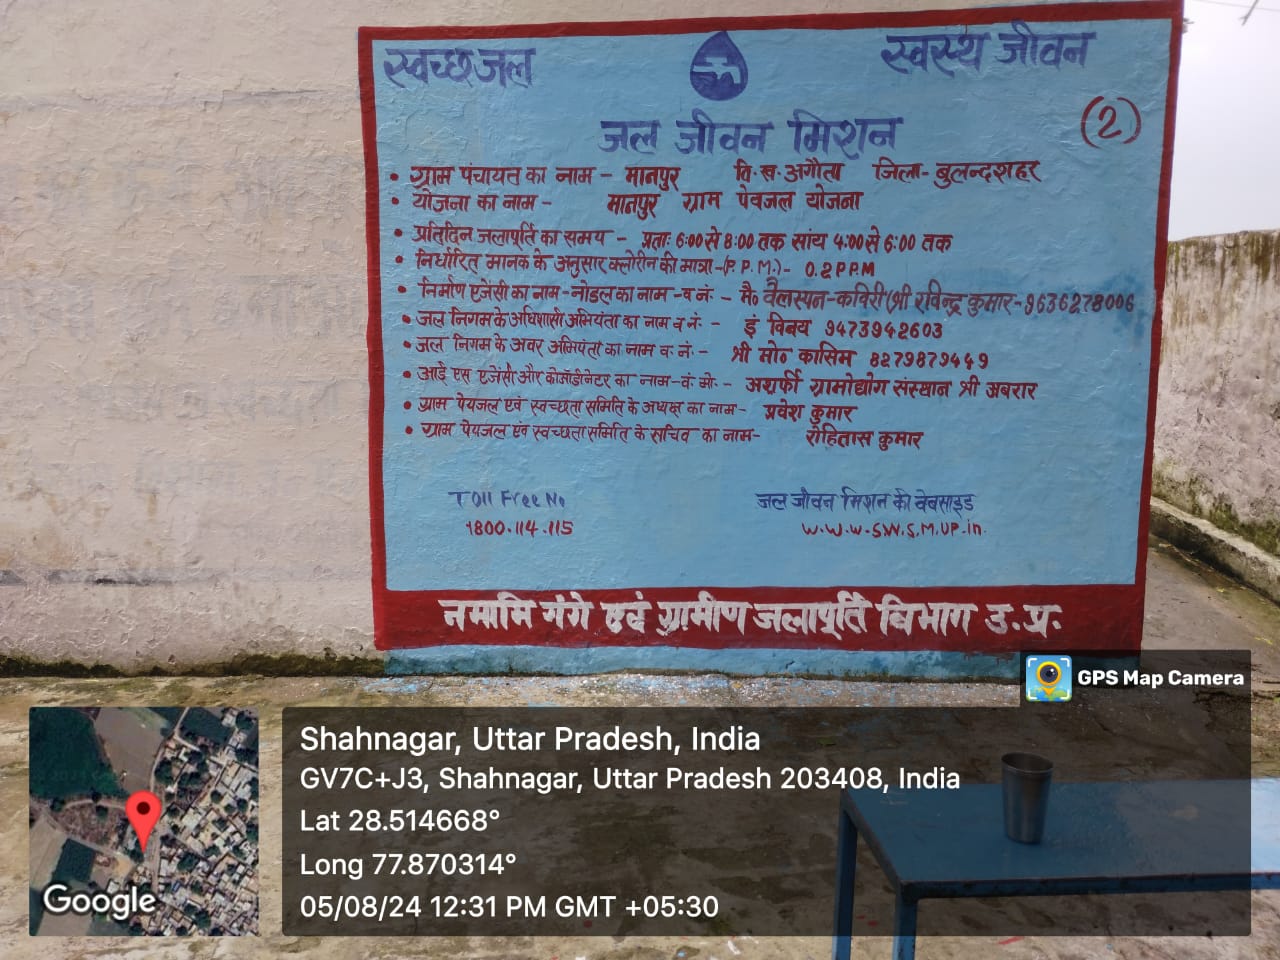 स्वच्छ जल
स्वस्थ जीवन
जल जीवन मिशन
(2)
• ग्राम पंचायत का नाम - मानपुर वि.ख. अगौता जिला- बुलन्दशहर
• योजना का नाम - मानपुर ग्राम पेयजल योजना
• प्रतिदिन जलापूर्ति का समय - प्रताः 6:00 से 8:00 तक सांय 4:00 से 6:00 तक
• निर्धारित मानक के अनुसार क्लोरीन की मात्रा-(P.P.M.)- 0.2 P.P.M
• निर्माण एजेंसी का नाम-नोडल का नाम-व नं:- मै० वैलस्पन-कविरी (श्री रविन्द्र कुमार-9636278006
• जल निगम के अधिशासी अभियंता का नाम व नं:- इं विनय 9473942603
• जल निगम के अवर अभियंता का नाम व नं:- श्री मो० कासिम 8279879449
• आई एस एजेंसी और कोऑडीनेटर का नाम-वं मो:- अशर्फी ग्रामोद्योग संस्थान श्री अबरार
• ग्राम पेयजल एवं स्वच्छता समिति के अध्यक्ष का नाम- प्रवेश कुमार
• ग्राम पेयजल एवं स्वच्छता समिति के सचिव का नाम- रोहितास कुमार
Toll Free No
1800.114.115
जल जीवन मिशन की वेबसाइड
W.W.W-S.W.S.M.UP.in.
नमामि गंगे एवं ग्रामीण जलापूर्ति विभाग उ.प्र.
GPS Map Camera
Shahnagar, Uttar Pradesh, India
GV7C+J3, Shahnagar, Uttar Pradesh 203408, India
Lat 28.514668°
Long 77.870314°
05/08/24 12:31 PM GMT +05:30
Google